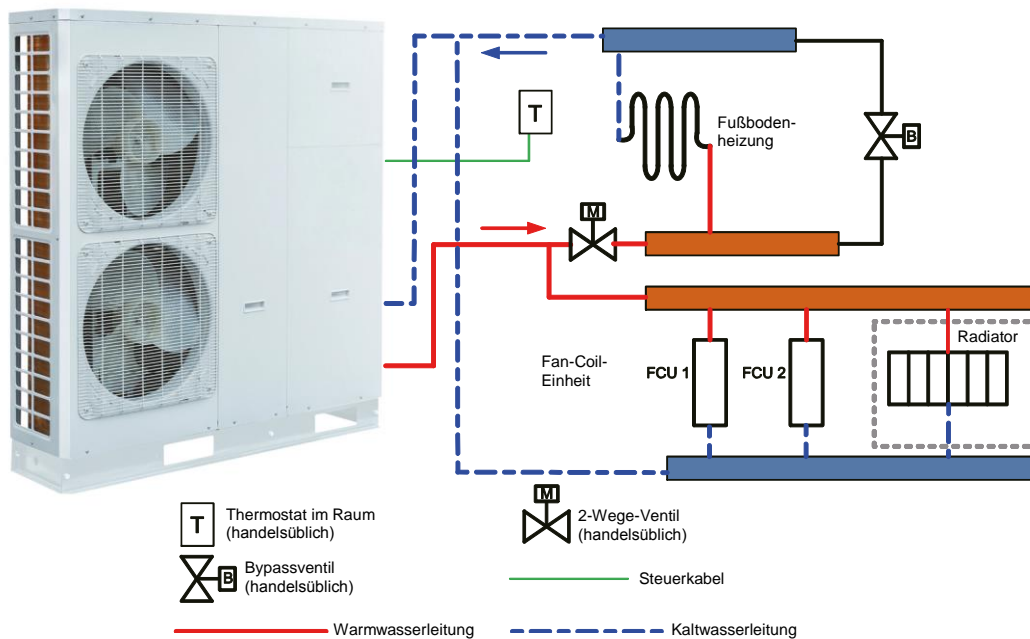 T
Fußboden-
heizung
B
M
Radiator
Fan-Coil-
Einheit
FCU 1
FCU 2
T
Thermostat im Raum
(handelsüblich)
M
2-Wege-Ventil
(handelsüblich)
B
Bypassventil
(handelsüblich)
Steuerkabel
Warmwasserleitung
Kaltwasserleitung